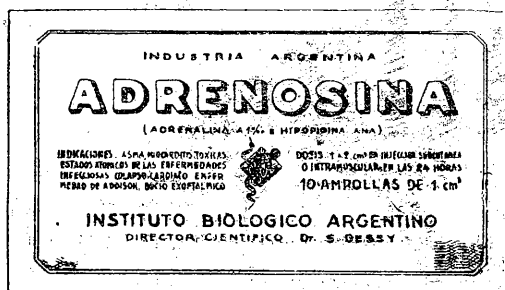 INDUSTRIA ARGENTINA
ADRENOSINA
(ADRENALINA A 1‰ E HIPOFISINA ANA)
INDICACIONES: ASMA, MIOCARDITIS TOXICAS,
ESTADOS ATONICOS DE LAS ENFERMEDADES
INFECCIOSAS COLAPSO CARDIACO ENFER
MEDAD DE ADDISON, BOCIO EXOFTALMICO
DOSIS 1 A 2 cm³ EN INJECCION SUBCUTANEA
O INTRAMUSCULAR, EN LAS 24 HORAS
10 AMPOLLAS DE 1 cm³
INSTITUTO BIOLOGICO ARGENTINO
DIRECTOR CIENTIFICO Dr. S. DESSY